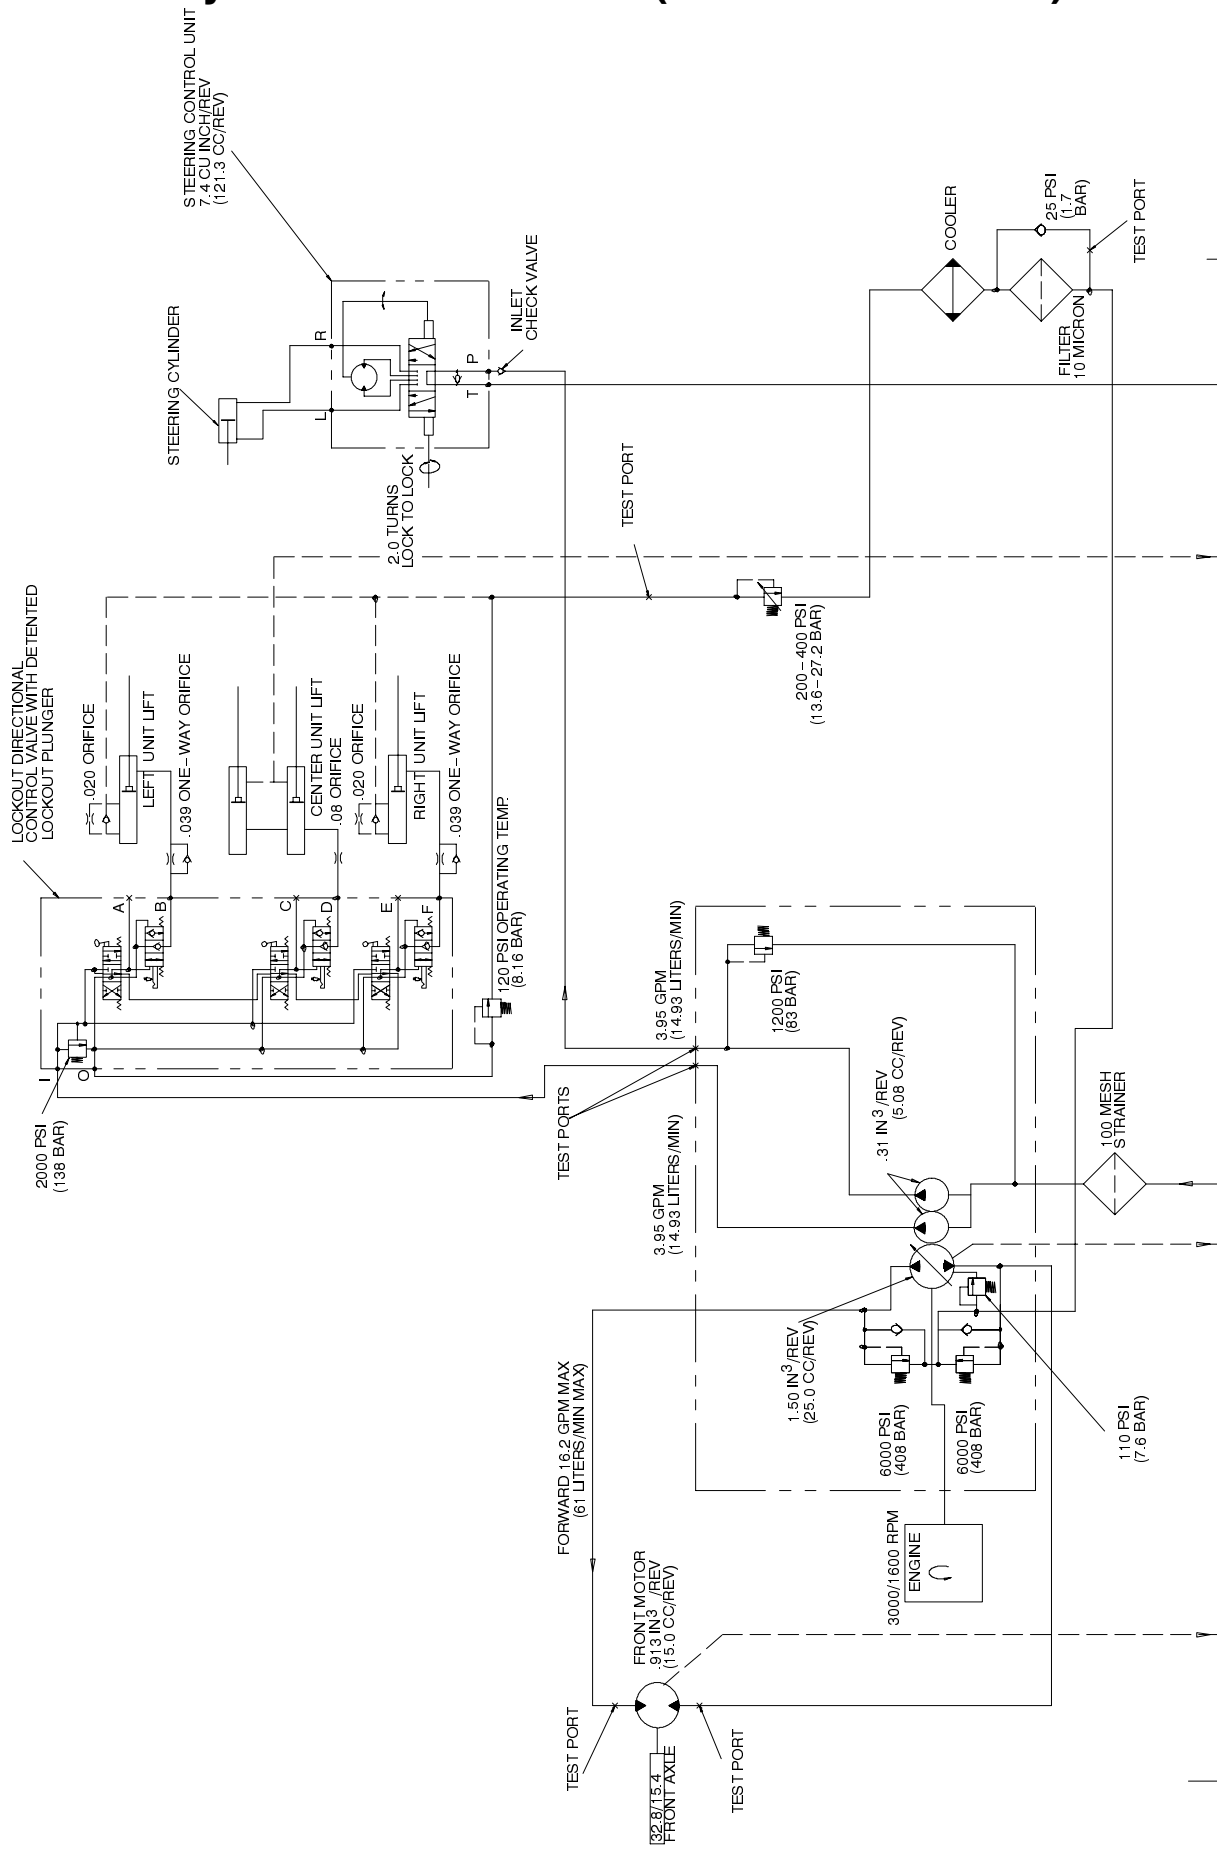 STEERING CONTROL UNIT
7.4 CU INCH/REV
(121.3 CC/REV)
STEERING CYLINDER
L
R
T
P
INLET
CHECK VALVE
2.0 TURNS
LOCK TO LOCK
LOCKOUT DIRECTIONAL
CONTROL VALVE WITH DETENTED
LOCKOUT PLUNGER
.020 ORIFICE
LEFT UNIT LIFT
.039 ONE–WAY ORIFICE
CENTER UNIT LIFT
.08 ORIFICE
.020 ORIFICE
RIGHT UNIT LIFT
.039 ONE–WAY ORIFICE
A
B
C
D
E
F
I
O
2000 PSI
(138 BAR)
120 PSI OPERATING TEMP.
(8.16 BAR)
TEST PORT
200–400 PSI
(13.6–27.2 BAR)
COOLER
25 PSI
(1.7
BAR)
FILTER
10 MICRON
TEST PORT
TEST PORTS
3.95 GPM
(14.93 LITERS/MIN)
3.95 GPM
(14.93 LITERS/MIN)
1200 PSI
(83 BAR)
.31 IN3/REV
(5.08 CC/REV)
100 MESH
STRAINER
1.50 IN3/REV
(25.0 CC/REV)
6000 PSI
(408 BAR)
6000 PSI
(408 BAR)
110 PSI
(7.6 BAR)
FORWARD 16.2 GPM MAX
(61 LITERS/MIN MAX)
3000/1600 RPM
ENGINE
FRONT MOTOR
.913 IN3 /REV
(15.0 CC/REV)
TEST PORT
TEST PORT
32.8/15.4
FRONT AXLE